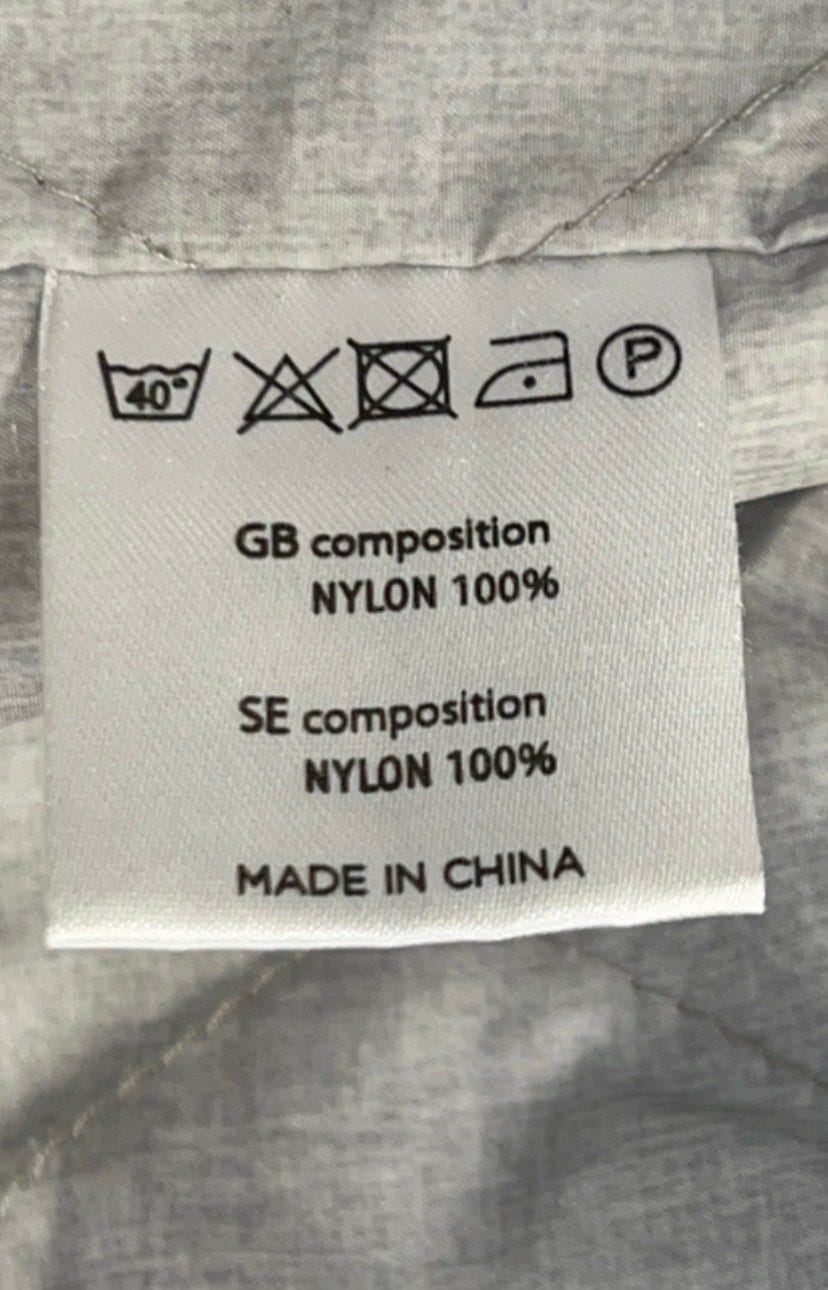 40° P
GB composition
NYLON 100%
SE composition
NYLON 100%
MADE IN CHINA